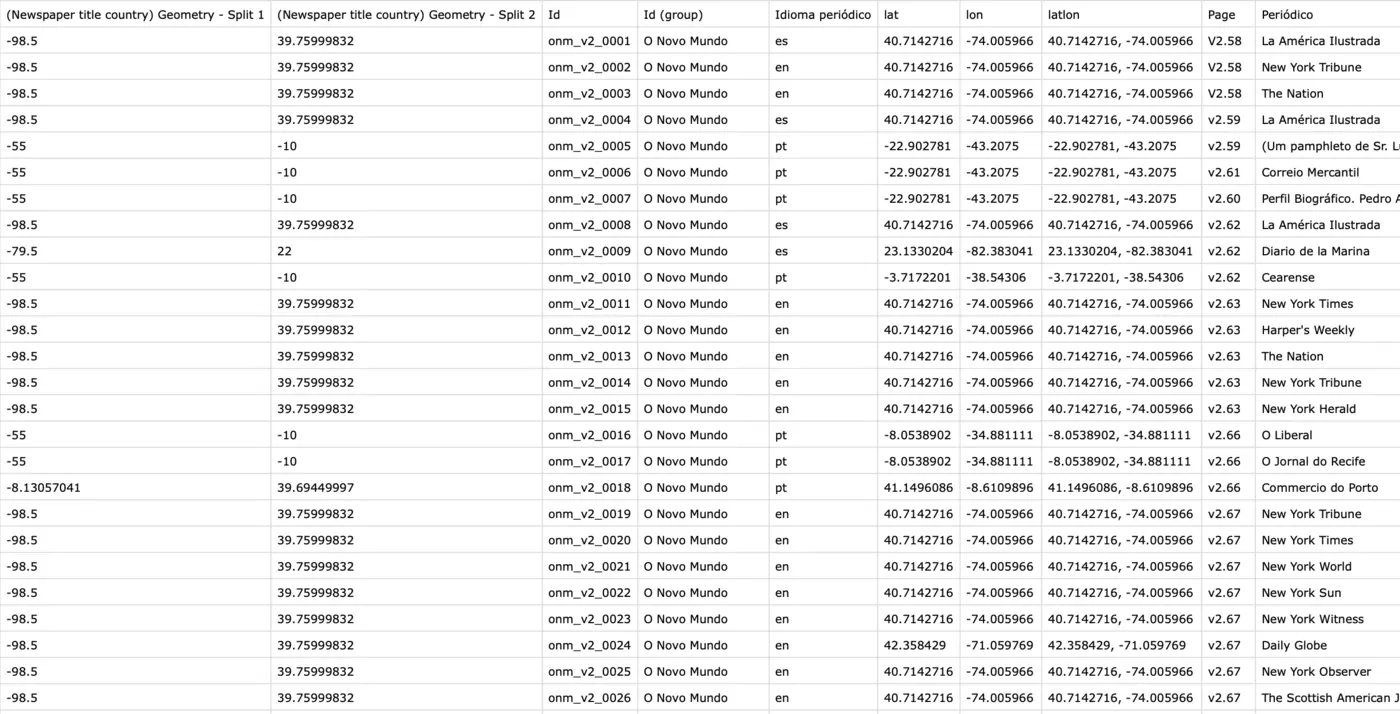 (Newspaper title country) Geometry - Split 1 (Newspaper title country) Geometry - Split 2 Id Id (group) Idioma periódico lat lon latlon Page Periódico
-98.5 39.75999832 onm_v2_0001 O Novo Mundo es 40.7142716 -74.005966 40.7142716, -74.005966 V2.58 La América Ilustrada
-98.5 39.75999832 onm_v2_0002 O Novo Mundo en 40.7142716 -74.005966 40.7142716, -74.005966 V2.58 New York Tribune
-98.5 39.75999832 onm_v2_0003 O Novo Mundo en 40.7142716 -74.005966 40.7142716, -74.005966 V2.58 The Nation
-98.5 39.75999832 onm_v2_0004 O Novo Mundo es 40.7142716 -74.005966 40.7142716, -74.005966 v2.59 La América Ilustrada
-55 -10 onm_v2_0005 O Novo Mundo pt -22.902781 -43.2075 -22.902781, -43.2075 v2.59 (Um pamphleto de Sr.
-55 -10 onm_v2_0006 O Novo Mundo pt -22.902781 -43.2075 -22.902781, -43.2075 v2.61 Correio Mercantil
-55 -10 onm_v2_0007 O Novo Mundo pt -22.902781 -43.2075 -22.902781, -43.2075 v2.60 Perfil Biográfico. Pedro
-98.5 39.75999832 onm_v2_0008 O Novo Mundo es 40.7142716 -74.005966 40.7142716, -74.005966 v2.62 La América Ilustrada
-79.5 22 onm_v2_0009 O Novo Mundo es 23.1330204 -82.383041 23.1330204, -82.383041 v2.62 Diario de la Marina
-55 -10 onm_v2_0010 O Novo Mundo pt -3.7172201 -38.54306 -3.7172201, -38.54306 v2.62 Cearense
-98.5 39.75999832 onm_v2_0011 O Novo Mundo en 40.7142716 -74.005966 40.7142716, -74.005966 v2.63 New York Times
-98.5 39.75999832 onm_v2_0012 O Novo Mundo en 40.7142716 -74.005966 40.7142716, -74.005966 v2.63 Harper's Weekly
-98.5 39.75999832 onm_v2_0013 O Novo Mundo en 40.7142716 -74.005966 40.7142716, -74.005966 v2.63 The Nation
-98.5 39.75999832 onm_v2_0014 O Novo Mundo en 40.7142716 -74.005966 40.7142716, -74.005966 v2.63 New York Tribune
-98.5 39.75999832 onm_v2_0015 O Novo Mundo en 40.7142716 -74.005966 40.7142716, -74.005966 v2.63 New York Herald
-55 -10 onm_v2_0016 O Novo Mundo pt -8.0538902 -34.881111 -8.0538902, -34.881111 v2.66 O Liberal
-55 -10 onm_v2_0017 O Novo Mundo pt -8.0538902 -34.881111 -8.0538902, -34.881111 v2.66 O Jornal do Recife
-8.13057041 39.69449997 onm_v2_0018 O Novo Mundo pt 41.1496086 -8.6109896 41.1496086, -8.6109896 v2.66 Commercio do Porto
-98.5 39.75999832 onm_v2_0019 O Novo Mundo en 40.7142716 -74.005966 40.7142716, -74.005966 v2.67 New York Tribune
-98.5 39.75999832 onm_v2_0020 O Novo Mundo en 40.7142716 -74.005966 40.7142716, -74.005966 v2.67 New York Times
-98.5 39.75999832 onm_v2_0021 O Novo Mundo en 40.7142716 -74.005966 40.7142716, -74.005966 v2.67 New York World
-98.5 39.75999832 onm_v2_0022 O Novo Mundo en 40.7142716 -74.005966 40.7142716, -74.005966 v2.67 New York Sun
-98.5 39.75999832 onm_v2_0023 O Novo Mundo en 40.7142716 -74.005966 40.7142716, -74.005966 v2.67 New York Witness
-98.5 39.75999832 onm_v2_0024 O Novo Mundo en 42.358429 -71.059769 42.358429, -71.059769 v2.67 Daily Globe
-98.5 39.75999832 onm_v2_0025 O Novo Mundo en 40.7142716 -74.005966 40.7142716, -74.005966 v2.67 New York Observer
-98.5 39.75999832 onm_v2_0026 O Novo Mundo en 40.7142716 -74.005966 40.7142716, -74.005966 v2.67 The Scottish American